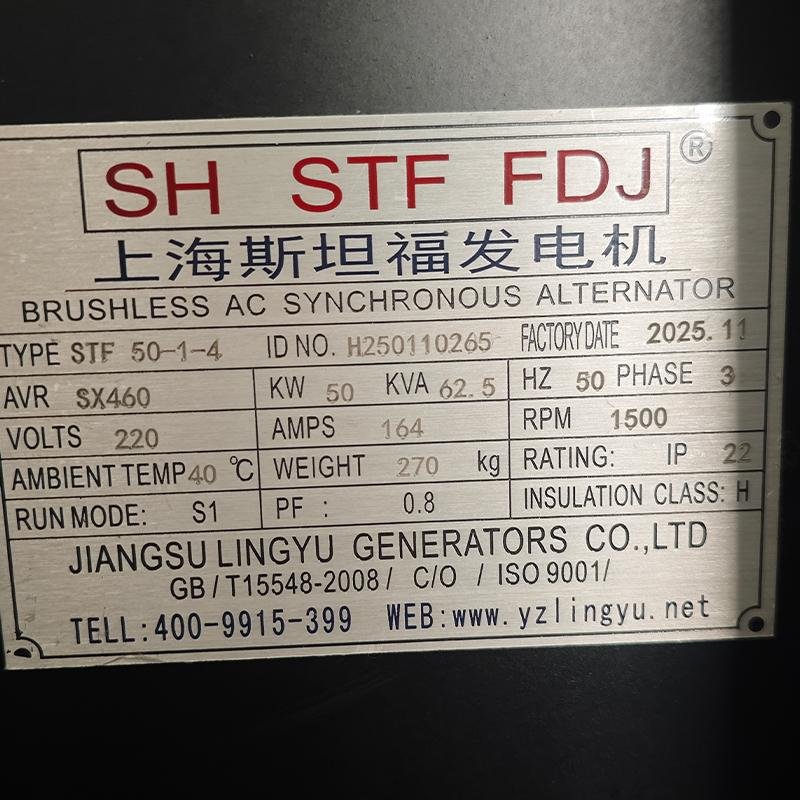 SH STF FDJ ®
上海斯坦福发电机
BRUSHLESS AC SYNCHRONOUS ALTERNATOR
TYPE STF 50-1-4 ID NO. H250110265 FACTORY DATE 2025.11
AVR SX460 KW 50 KVA 62.5 HZ 50 PHASE 3
VOLTS 220 AMPS 164 RPM 1500
AMBIENT TEMP 40 ℃ WEIGHT 270 kg RATING: IP 22
RUN MODE: S1 PF : 0.8 INSULATION CLASS: H
JIANGSU LINGYU GENERATORS CO.,LTD
GB/T15548-2008/ C/O / ISO 9001/
TELL:400-9915-399 WEB:www.yzlingyu.net